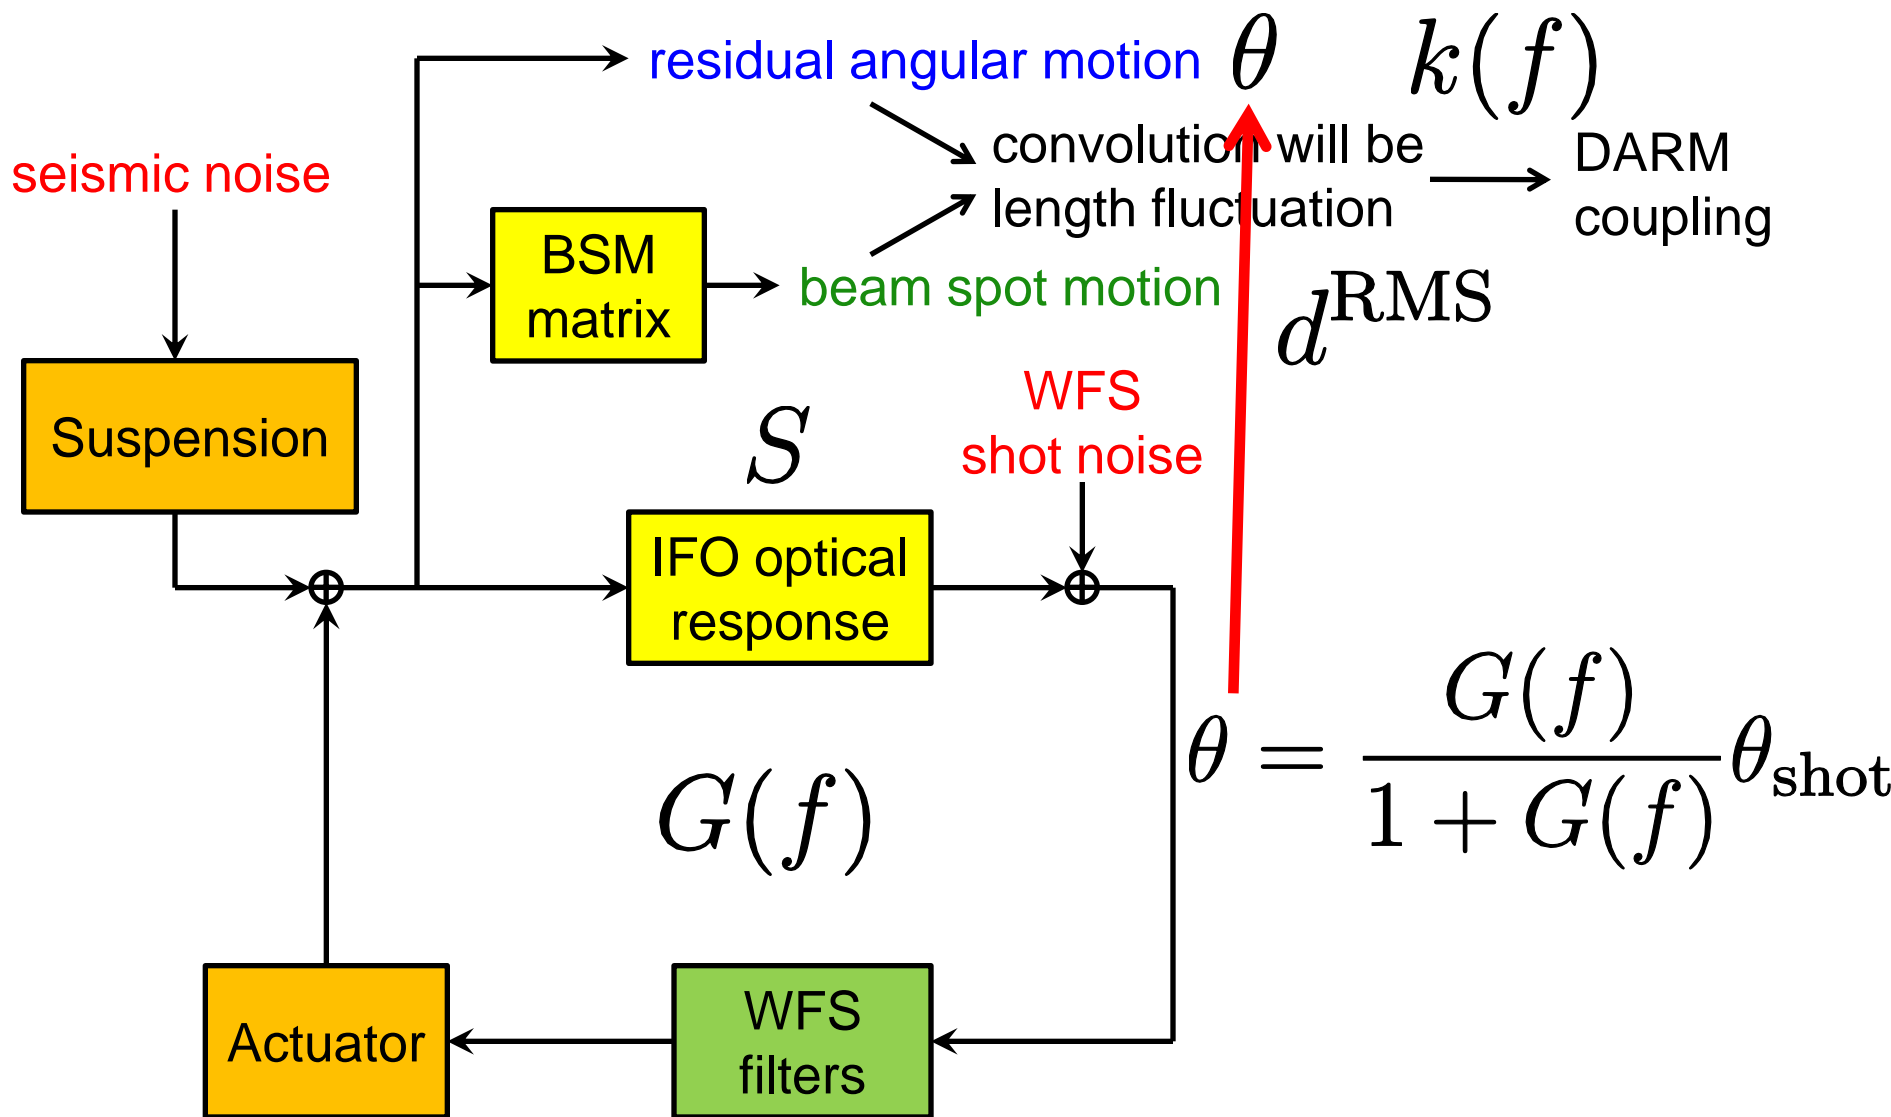 residual angular motion θ
k(f)
seismic noise
convolution will be
length fluctuation
DARM
coupling
BSM
matrix
beam spot motion
d^RMS
Suspension
S
WFS
shot noise
IFO optical
response
θ = G(f) / (1 + G(f)) θ_shot
G(f)
Actuator
WFS
filters